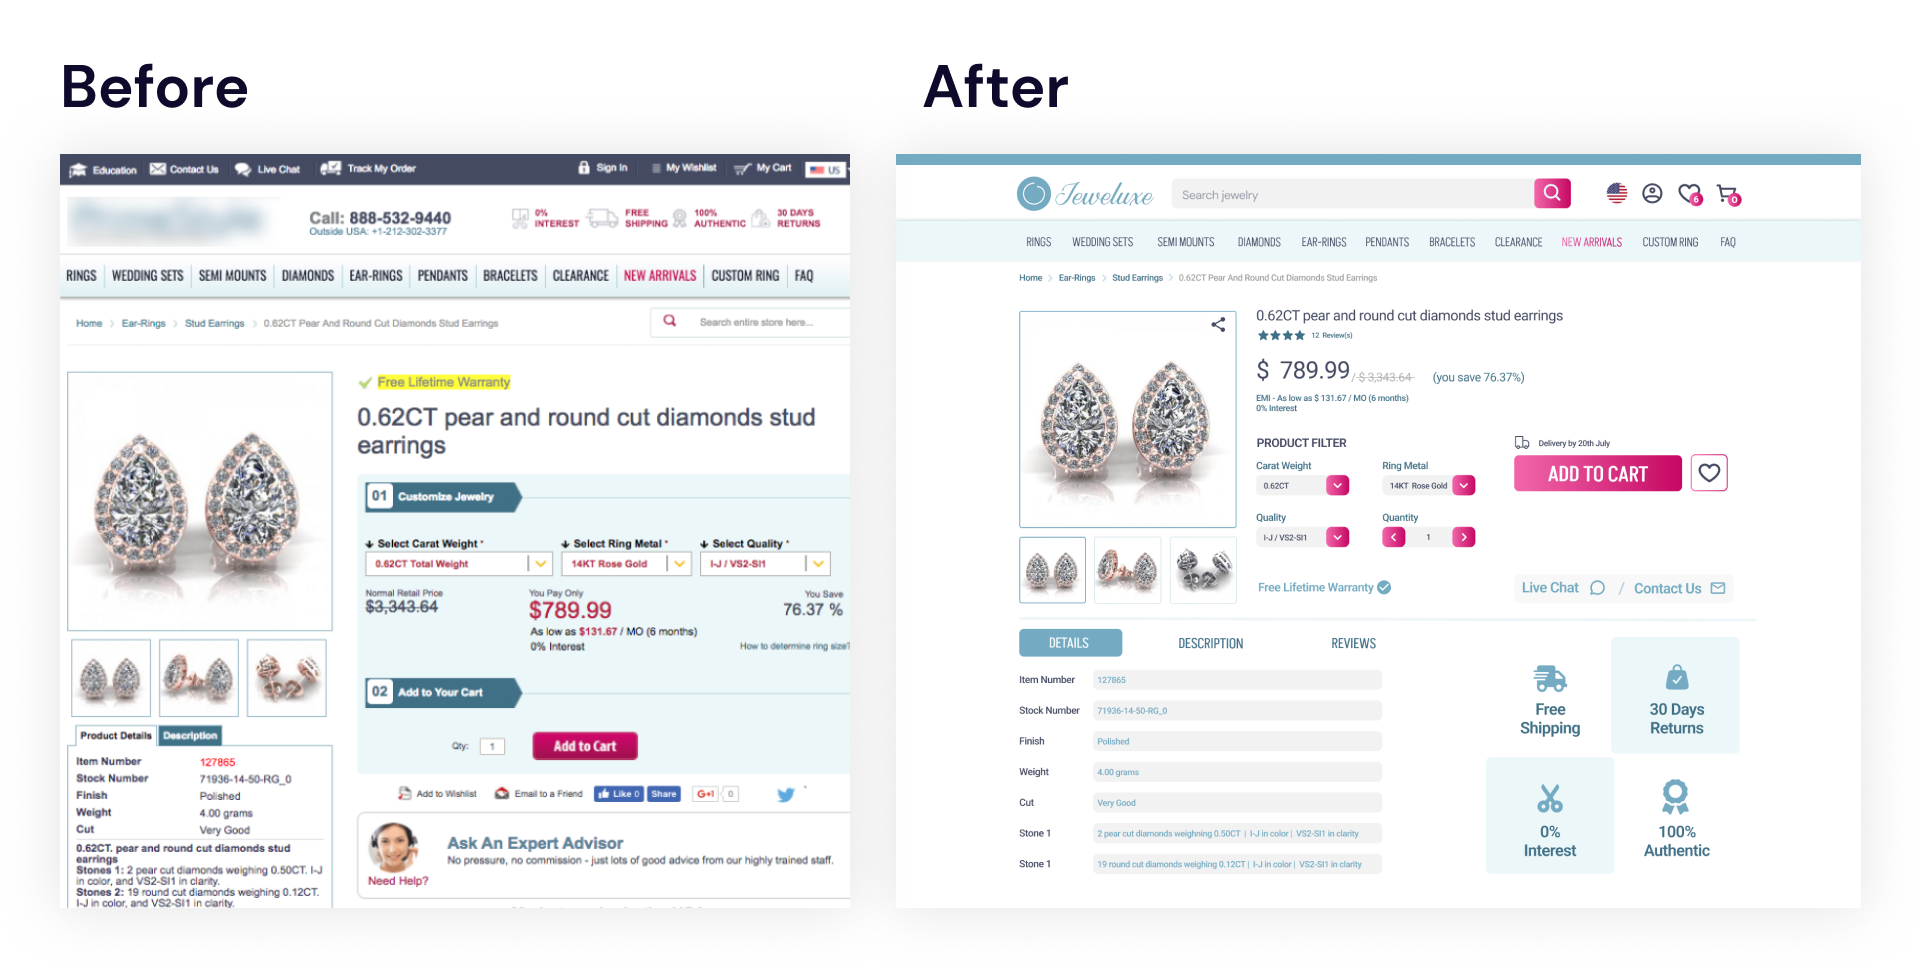 Before
Education
Contact Us
Live Chat
Track My Order
Sign In
My Wishlist
My Cart
US
Call: 888-532-9440
Outside USA: +1-212-302-3377
0%
INTEREST
FREE
SHIPPING
100%
AUTHENTIC
30 DAYS
RETURNS
RINGS
WEDDING SETS
SEMI MOUNTS
DIAMONDS
EAR-RINGS
PENDANTS
BRACELETS
CLEARANCE
NEW ARRIVALS
CUSTOM RING
FAQ
Home > Ear-Rings > Stud Earrings > 0.62CT Pear And Round Cut Diamonds Stud Earrings
Search entire store here...
Free Lifetime Warranty
0.62CT pear and round cut diamonds stud
earrings
01 Customize Jewelry
Select Carat Weight *
Select Ring Metal *
Select Quality *
0.62CT Total Weight
14KT Rose Gold
I-J / VS2-SI1
Normal Retail Price
$3,343.64
You Pay Only
$789.99
As low as $131.67 / MO (6 months)
0% Interest
You Save
76.37 %
How to determine ring size?
02 Add to Your Cart
Qty: 1
Add to Cart
Add to Wishlist
Email to a Friend
Like 0
Share
G+1
0
Ask An Expert Advisor
No pressure, no commission - just lots of good advice from our highly trained staff.
Need Help?
Product Details
Description
Item Number 127865
Stock Number 71936-14-50-RG_0
Finish Polished
Weight 4.00 grams
Cut Very Good
0.62CT. pear and round cut diamonds stud
earrings
Stones 1: 2 pear cut diamonds weighing 0.50CT. I-J
in color, and VS2-SI1 in clarity.
Stones 2: 19 round cut diamonds weighing 0.12CT.
I-J in color, and VS2-SI1 in clarity.
After
Jeweluxe
Search jewelry
6
0
RINGS
WEDDING SETS
SEMI MOUNTS
DIAMONDS
EAR-RINGS
PENDANTS
BRACELETS
CLEARANCE
NEW ARRIVALS
CUSTOM RING
FAQ
Home > Ear-Rings > Stud Earrings > 0.62CT Pear And Round Cut Diamonds Stud Earrings
0.62CT pear and round cut diamonds stud earrings
12 Review(s)
$ 789.99 / $ 3,343.64 (you save 76.37%)
EMI - As low as $ 131.67 / MO (6 months)
0% Interest
PRODUCT FILTER
Carat Weight
Ring Metal
0.62CT
14KT Rose Gold
Quality
Quantity
I-J / VS2-SI1
1
Delivery by 20th July
ADD TO CART
Free Lifetime Warranty
Live Chat / Contact Us
DETAILS
DESCRIPTION
REVIEWS
Item Number 127865
Stock Number 71936-14-50-RG_0
Finish Polished
Weight 4.00 grams
Cut Very Good
Stone 1 2 pear cut diamonds weighning 0.50CT | I-J in color | VS2-SI1 in clarity
Stone 1 19 round cut diamonds weighing 0.12CT | I-J in color | VS2-SI1 in clarity
Free
Shipping
30 Days
Returns
0%
Interest
100%
Authentic